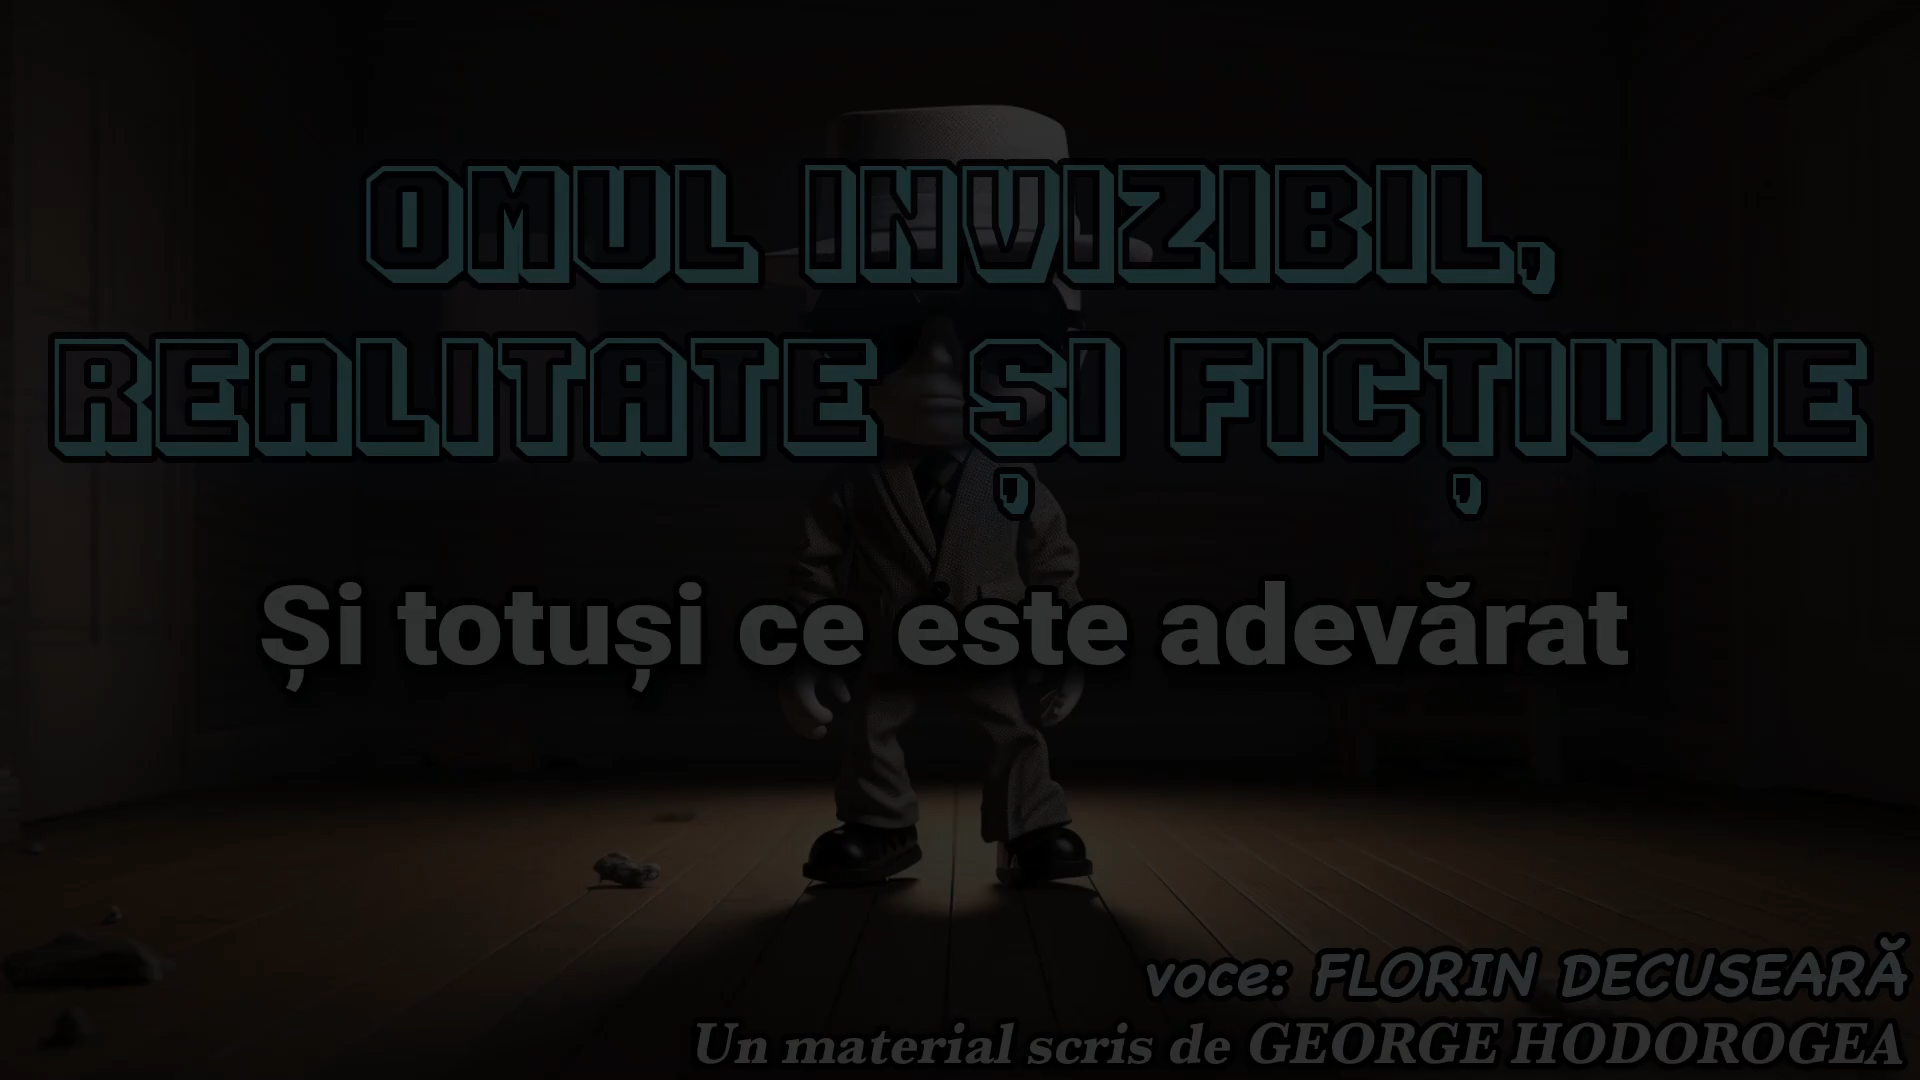 OMUL INVIZIBIL,
REALITATE ȘI FICȚIUNE
Și totuși ce este adevărat
voce: FLORIN DECUSEARĂ
Un material scris de GEORGE HODOROGEA